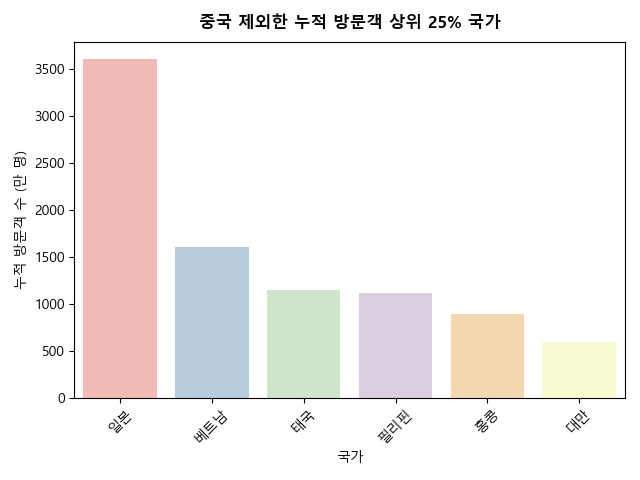 중국 제외한 누적 방문객 상위 25% 국가
누적 방문객 수 (만 명)
3500
3000
2500
2000
1500
1000
500
0
일본
베트남
태국
필리핀
홍콩
대만
국가